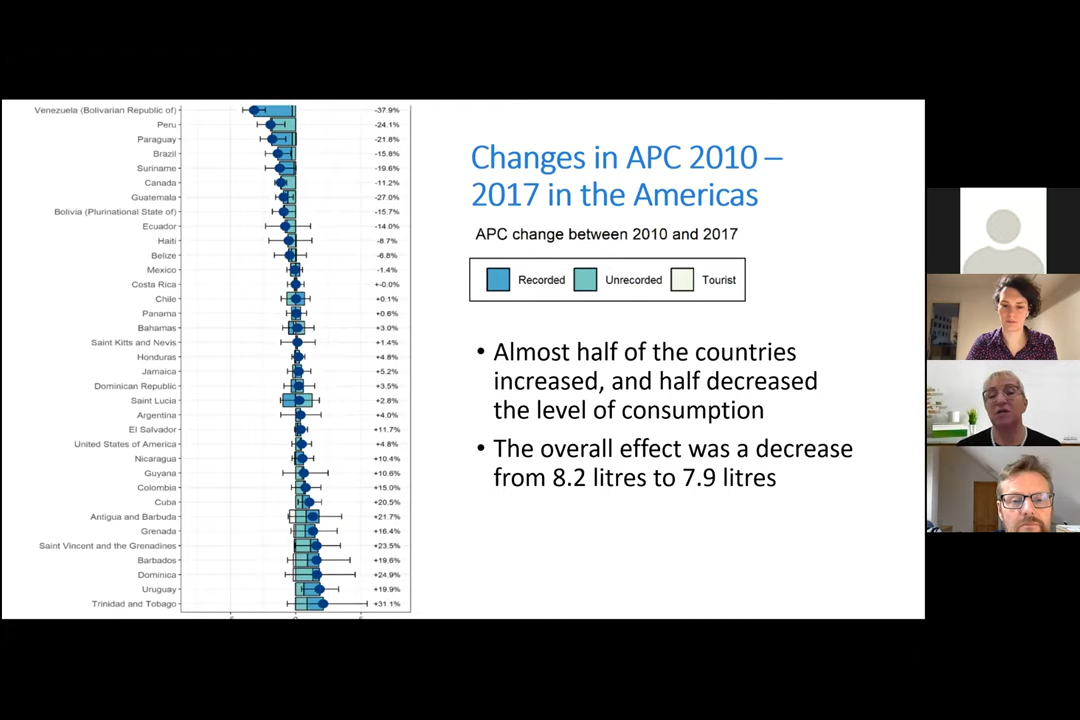 Venezuela (Bolivarian Republic of) -37.9%
Peru -24.1%
Paraguay -21.8%
Brazil -15.8%
Suriname -19.6%
Canada -11.2%
Guatemala -27.0%
Bolivia (Plurinational State of) -15.7%
Ecuador -14.0%
Haiti -8.7%
Belize -6.8%
Mexico -1.4%
Costa Rica +-0.0%
Chile +0.1%
Panama +0.6%
Bahamas +3.0%
Saint Kitts and Nevis +1.4%
Honduras +4.8%
Jamaica +5.2%
Dominican Republic +3.5%
Saint Lucia +2.8%
Argentina +4.0%
El Salvador +11.7%
United States of America +4.8%
Nicaragua +10.4%
Guyana +10.6%
Colombia +15.0%
Cuba +20.5%
Antigua and Barbuda +21.7%
Grenada +16.4%
Saint Vincent and the Grenadines +23.5%
Barbados +19.6%
Dominica +24.9%
Uruguay +19.9%
Trinidad and Tobago +31.1%
Changes in APC 2010 –
2017 in the Americas
APC change between 2010 and 2017
Recorded Unrecorded Tourist
• Almost half of the countries
increased, and half decreased
the level of consumption
• The overall effect was a decrease
from 8.2 litres to 7.9 litres